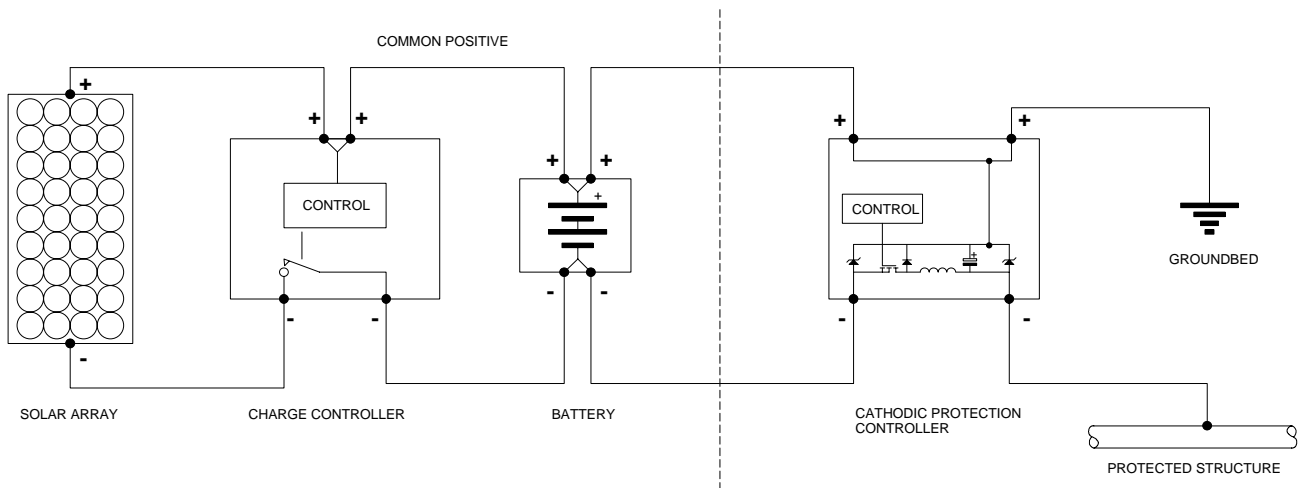 COMMON POSITIVE
+
+ +
+ +
+ +
+
CONTROL
CONTROL
+
GROUNDBED
-
- -
- -
- -
SOLAR ARRAY
CHARGE CONTROLLER
BATTERY
CATHODIC PROTECTION
CONTROLLER
PROTECTED STRUCTURE